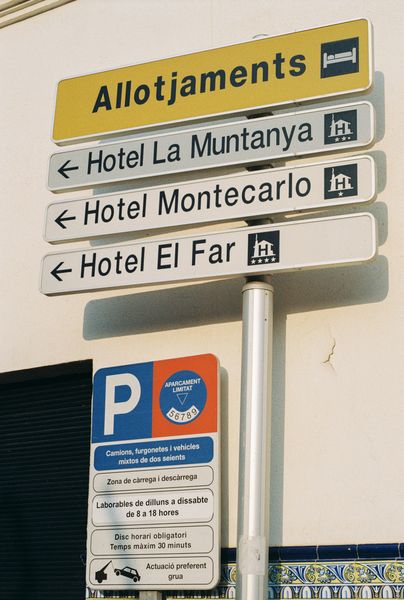 Allotjaments
Hotel La Muntanya H
Hotel Montecarlo H
Hotel El Far H
P
APARCAMENT
LIMITAT
56789
Camions, furgonetes i vehicles
mixtos de dos seients
Zona de càrrega i descàrrega
Laborables de dilluns a dissabte
de 8 a 18 hores
Disc horari obligatori
Temps màxim 30 minuts
Actuació preferent
grua